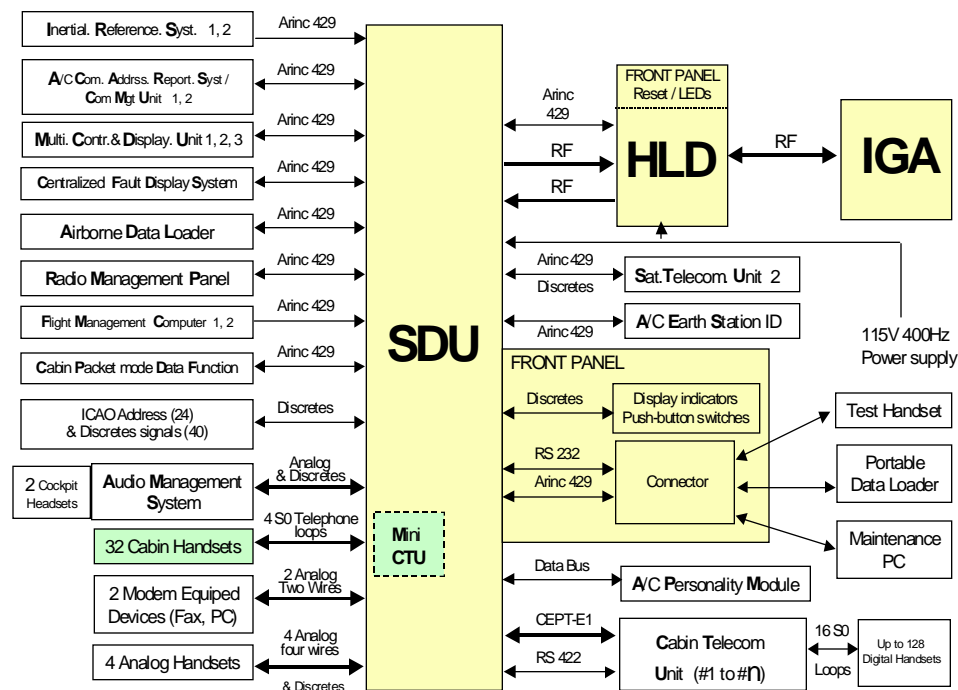 Inertial. Reference. Syst. 1, 2
Arinc 429
A/C Com. Addrss. Report. Syst /
Com Mgt Unit 1, 2
Arinc 429
Multi. Contr.& Display. Unit 1, 2, 3
Arinc 429
Centralized Fault Display System
Arinc 429
Airborne Data Loader
Arinc 429
Radio Management Panel
Arinc 429
Flight Management Computer 1, 2
Arinc 429
Cabin Packet mode Data Function
Arinc 429
ICAO Address (24)
& Discretes signals (40)
Discretes
2 Cockpit
Headsets
Audio Management
System
Analog
& Discretes
32 Cabin Handsets
4 S0 Telephone
loops
2 Modem Equiped
Devices (Fax, PC)
2 Analog
Two Wires
4 Analog Handsets
4 Analog
four wires
& Discretes
SDU
Mini
CTU
Arinc
429
RF
RF
FRONT PANEL
Reset / LEDs
HLD
RF
IGA
Arinc 429
Discretes
Sat.Telecom. Unit 2
Arinc 429
A/C Earth Station ID
115V 400Hz
Power supply
FRONT PANEL
Discretes
Display indicators
Push-button switches
RS 232
Arinc 429
Connector
Test Handset
Portable
Data Loader
Maintenance
PC
Data Bus
A/C Personality Module
CEPT-E1
RS 422
Cabin Telecom
Unit (#1 to #n)
16 S0
Loops
Up to 128
Digital Handsets